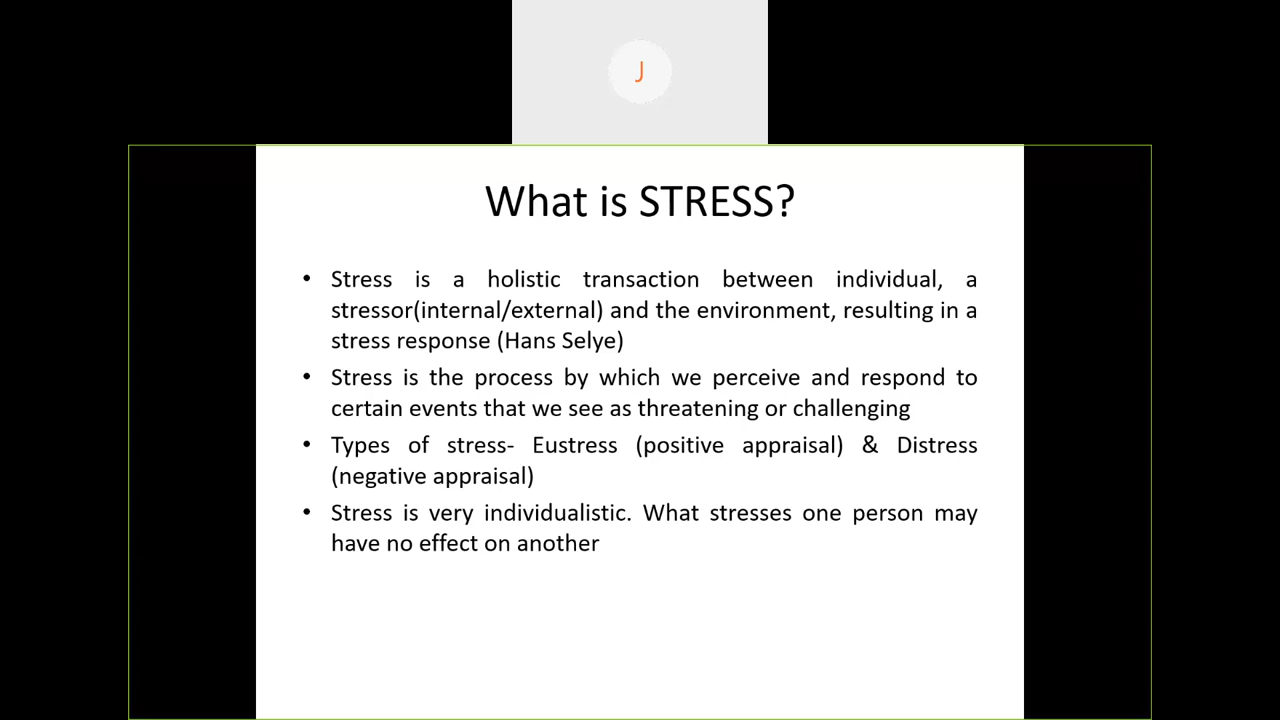 J
What is STRESS?
• Stress is a holistic transaction between individual, a
stressor(internal/external) and the environment, resulting in a
stress response (Hans Selye)
• Stress is the process by which we perceive and respond to
certain events that we see as threatening or challenging
• Types of stress- Eustress (positive appraisal) & Distress
(negative appraisal)
• Stress is very individualistic. What stresses one person may
have no effect on another